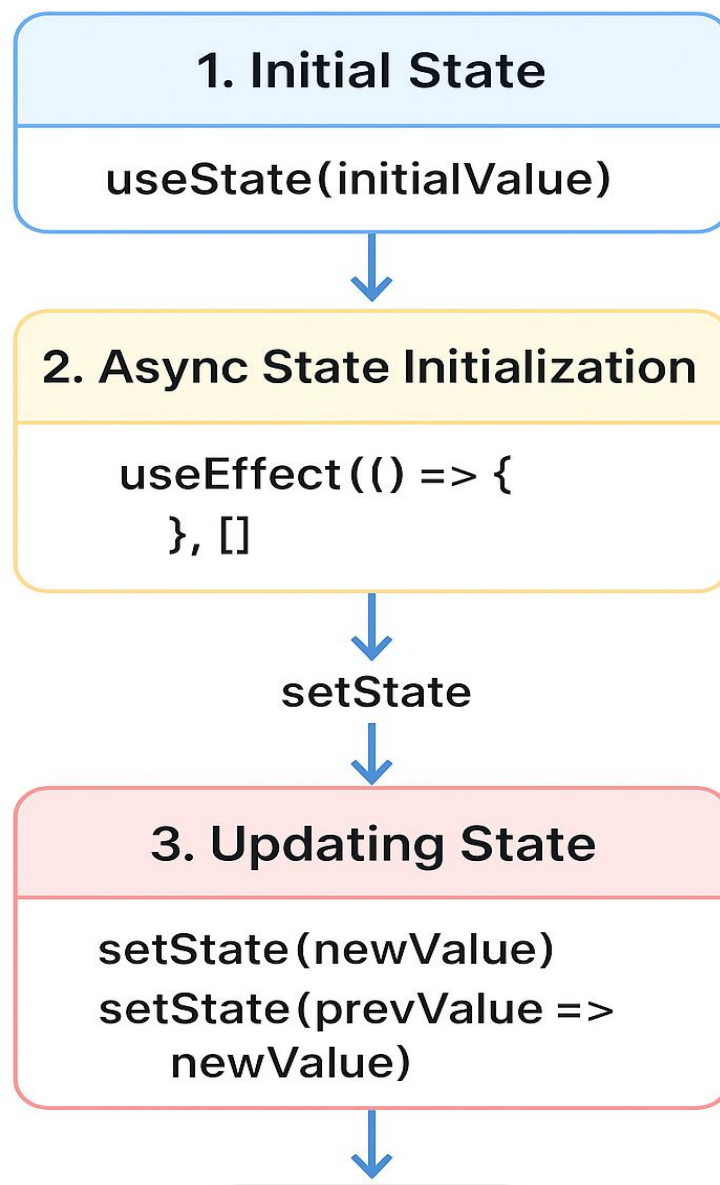 1. Initial State
useState(initialValue)
2. Async State Initialization
useEffect(() => {
}, []
setState
3. Updating State
setState(newValue)
setState(prevValue =>
newValue)